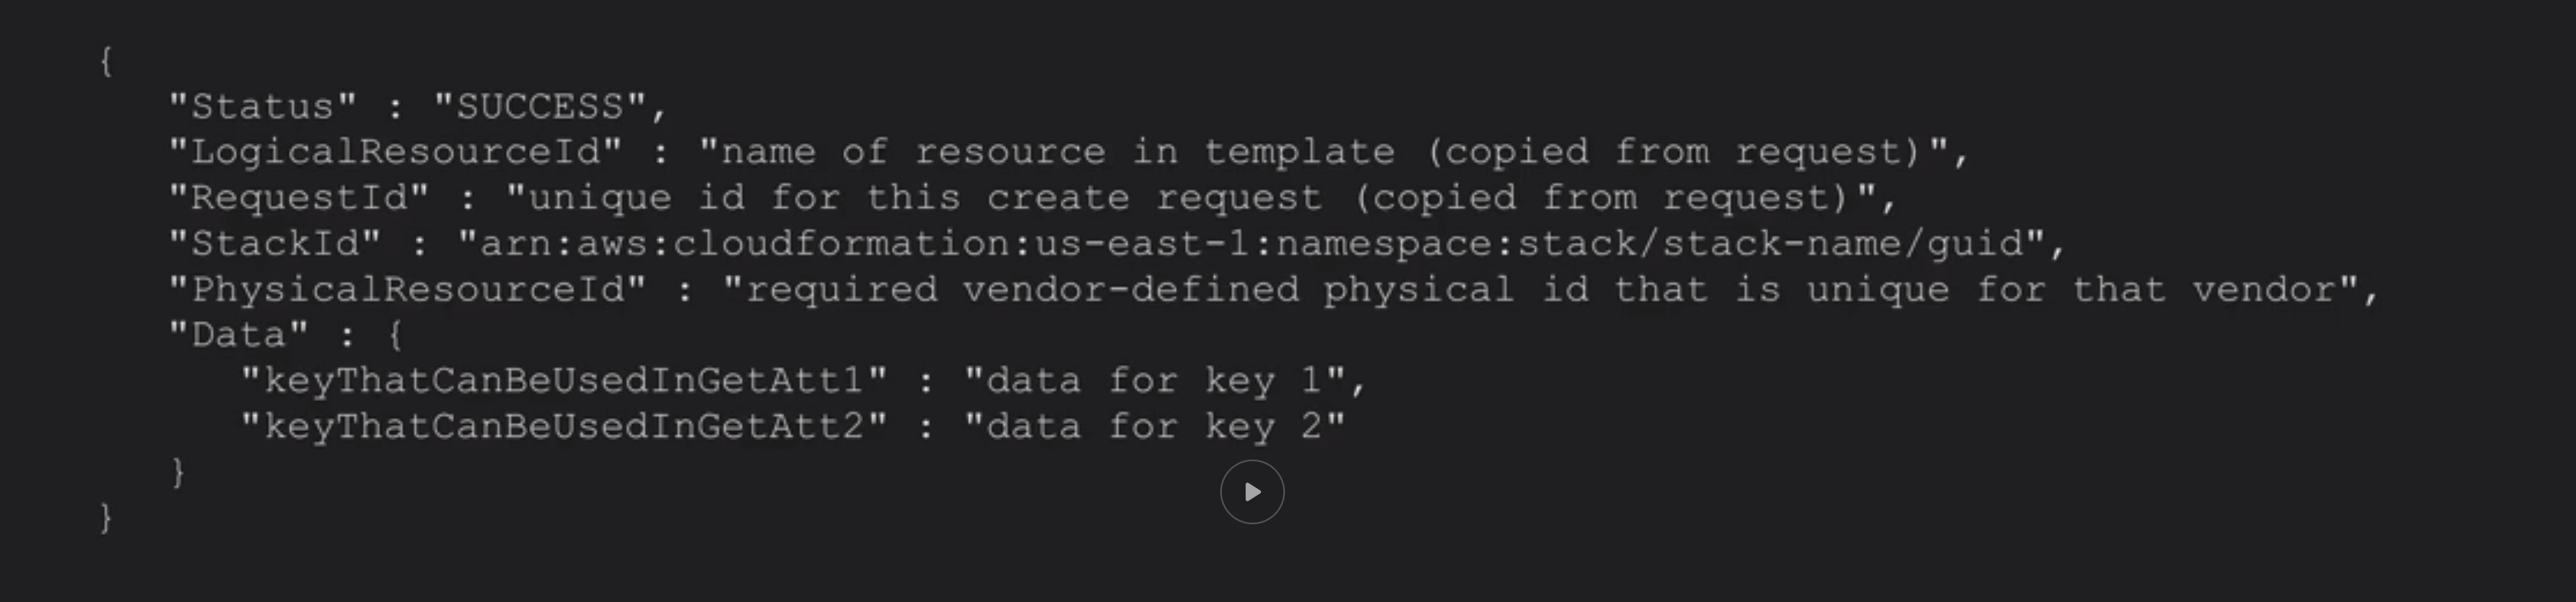 {
"Status" : "SUCCESS",
"LogicalResourceId" : "name of resource in template (copied from request)",
"RequestId" : "unique id for this create request (copied from request)",
"StackId" : "arn:aws:cloudformation:us-east-1:namespace:stack/stack-name/guid",
"PhysicalResourceId" : "required vendor-defined physical id that is unique for that vendor",
"Data" : {
"keyThatCanBeUsedInGetAtt1" : "data for key 1",
"keyThatCanBeUsedInGetAtt2" : "data for key 2"
}
}